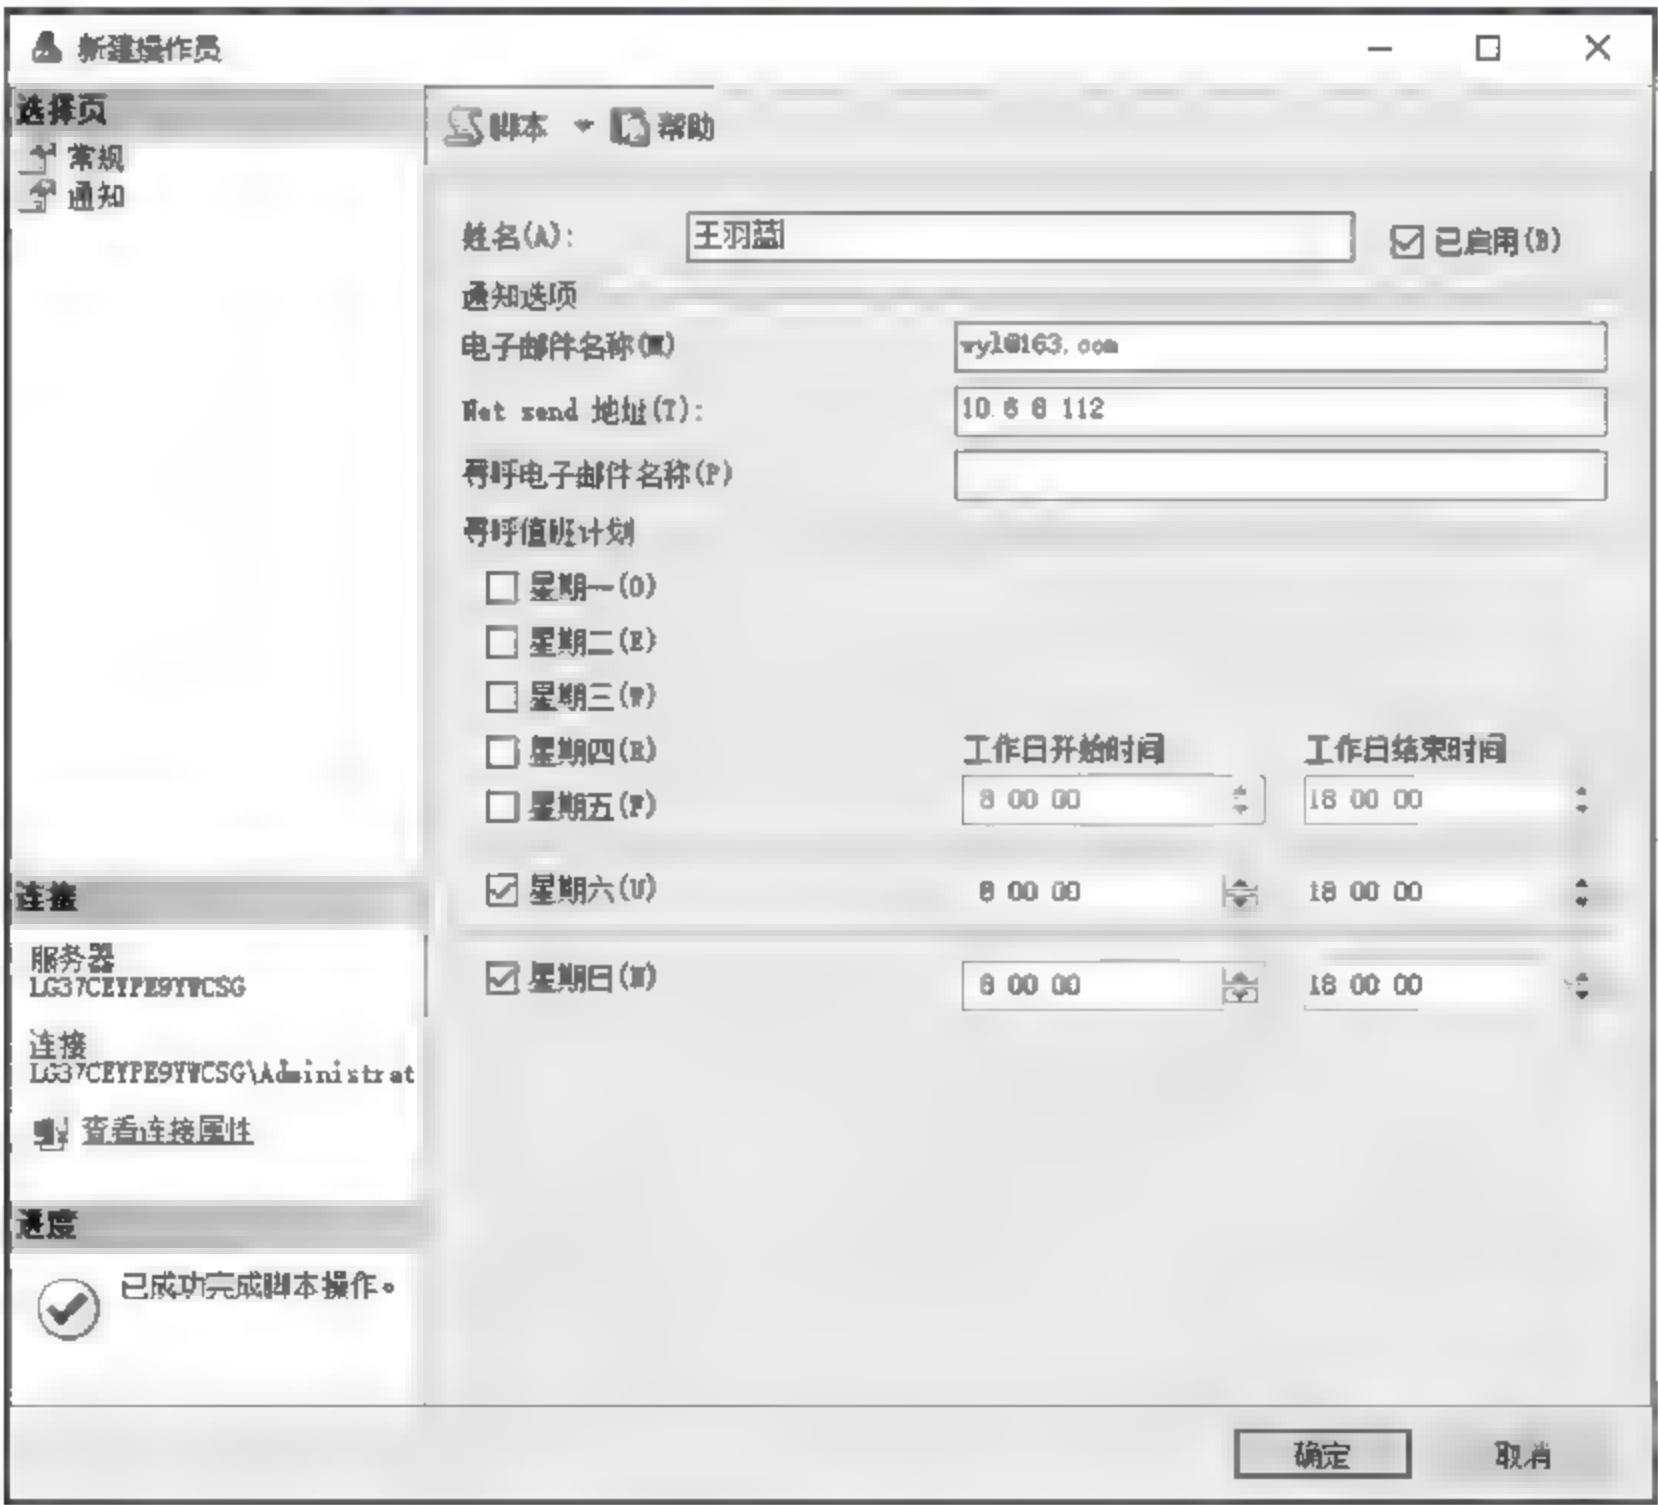 新建操作员
选择页
常规
通知
脚本 帮助
姓名(A): 王羽蓝 已启用(B)
通知选项
电子邮件名称(M) wyl@163.com
Net send 地址(T): 10 6 6 112
寻呼电子邮件名称(P)
寻呼值班计划
星期一(O)
星期二(E)
星期三(W)
星期四(R) 工作日开始时间 工作日结束时间
星期五(F) 8 00 00 18 00 00
星期六(U) 8 00 00 18 00 00
星期日(N) 8 00 00 18 00 00
连接
服务器
LG37CEYPE9YWCSG
连接
LG37CEYPE9YWCSG\Administrat
查看连接属性
进度
已成功完成脚本操作。
确定 取消